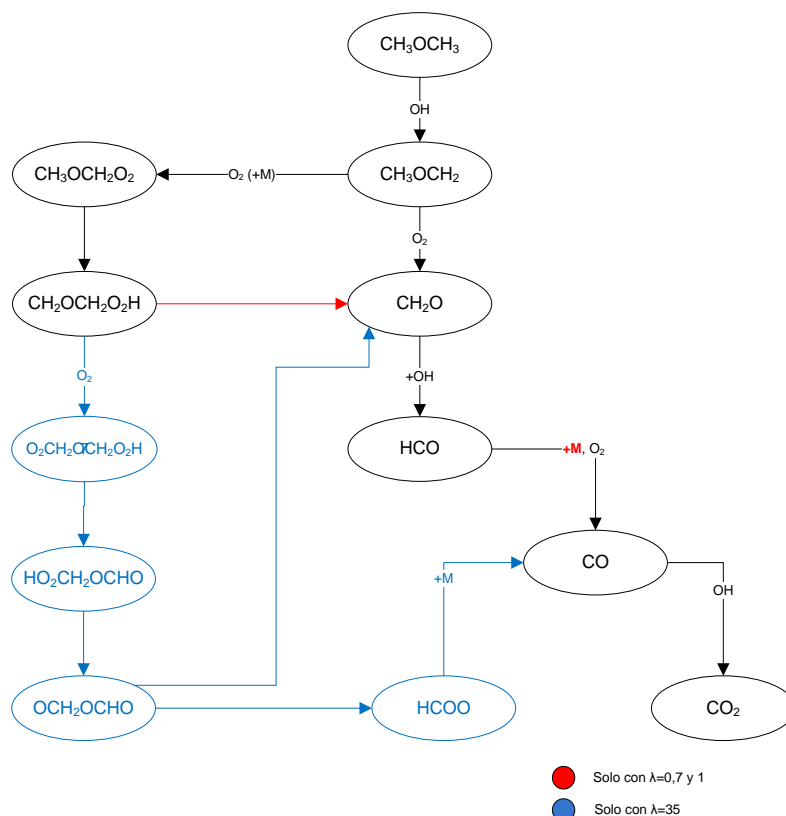 CH₃OCH₃
OH
CH₃OCH₂O₂
O₂ (+M)
CH₃OCH₂
O₂
CH₂OCH₂O₂H
CH₂O
O₂
+OH
O₂CH₂OCH₂O₂H
HCO
+M, O₂
HO₂CH₂OCHO
+M
CO
OH
OCH₂OCHO
HCOO
CO₂
Solo con λ=0,7 y 1
Solo con λ=35